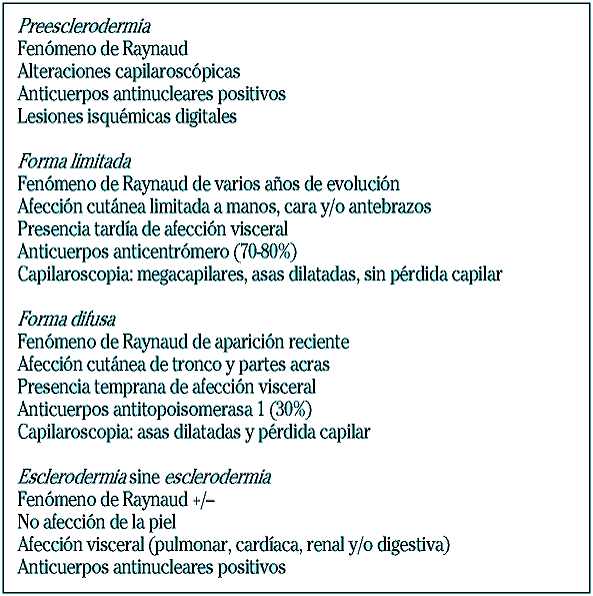 Preesclerodermia
Fenómeno de Raynaud
Alteraciones capilaroscópicas
Anticuerpos antinucleares positivos
Lesiones isquémicas digitales
Forma limitada
Fenómeno de Raynaud de varios años de evolución
Afección cutánea limitada a manos, cara y/o antebrazos
Presencia tardía de afección visceral
Anticuerpos anticentrómero (70-80%)
Capilaroscopia: megacapilares, asas dilatadas, sin pérdida capilar
Forma difusa
Fenómeno de Raynaud de aparición reciente
Afección cutánea de tronco y partes acras
Presencia temprana de afección visceral
Anticuerpos antitopoisomerasa 1 (30%)
Capilaroscopia: asas dilatadas y pérdida capilar
Esclerodermia sine esclerodermia
Fenómeno de Raynaud +/–
No afección de la piel
Afección visceral (pulmonar, cardíaca, renal y/o digestiva)
Anticuerpos antinucleares positivos